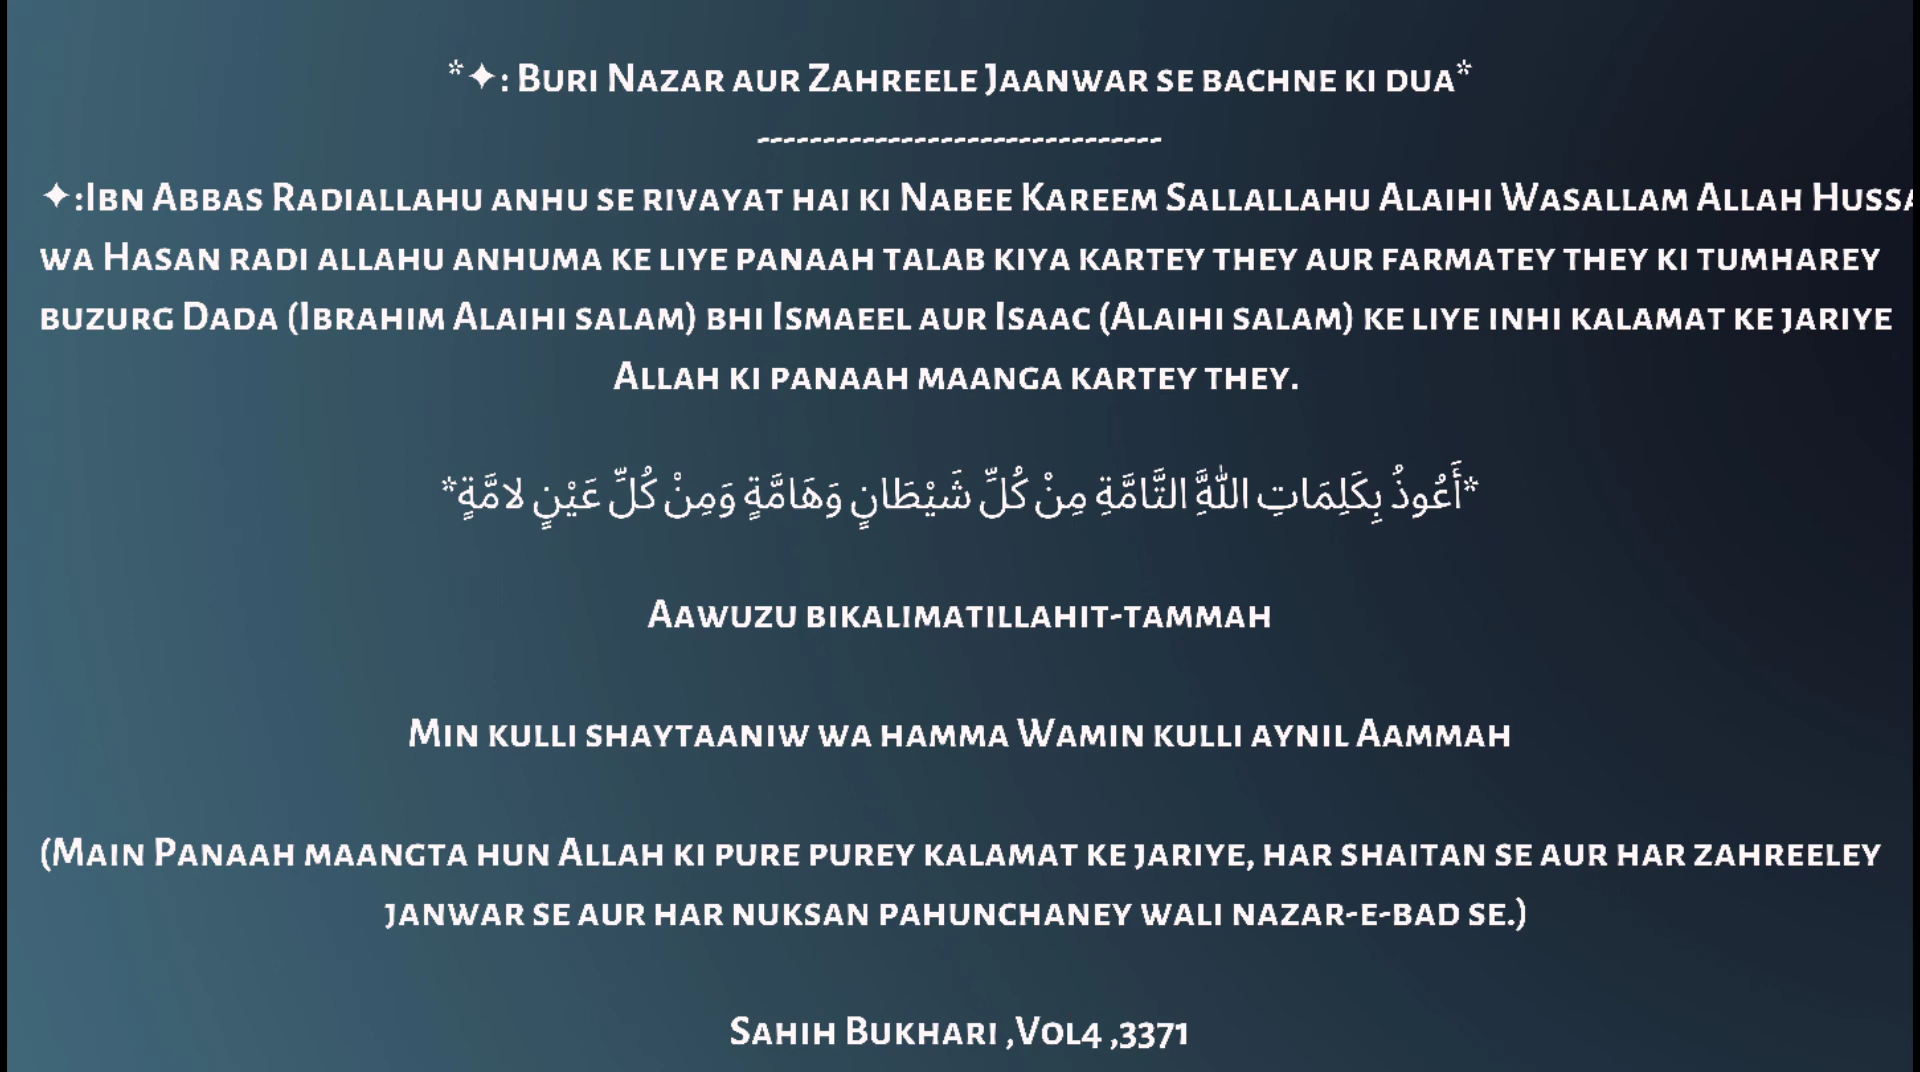 *✦: Buri Nazar aur Zahreele Jaanwar se bachne ki dua*
-------------------------------
✦:Ibn Abbas Radiallahu anhu se rivayat hai ki Nabee Kareem Sallallahu Alaihi Wasallam Allah
wa Hasan radi allahu anhuma ke liye panaah talab kiya kartey they aur farmatey they ki tumharey
buzurg Dada (Ibrahim Alaihi salam) bhi Ismaeel aur Isaac (Alaihi salam) ke liye inhi kalamat ke jariye
Allah ki panaah maanga kartey they.
*أَعُوذُ بِكَلِمَاتِ اللَّهِ التَّامَّةِ مِنْ كُلِّ شَيْطَانٍ وَهَامَّةٍ وَمِنْ كُلِّ عَيْنٍ لامَّةٍ*
Aawuzu bikalimatillahit-tammah
Min kulli shaytaaniw wa hamma Wamin kulli aynil Aammah
(Main Panaah maangta hun Allah ki pure purey kalamat ke jariye, har shaitan se aur har zahreeley
janwar se aur har nuksan pahunchaney wali nazar-e-bad se.)
Sahih Bukhari ,Vol4 ,3371